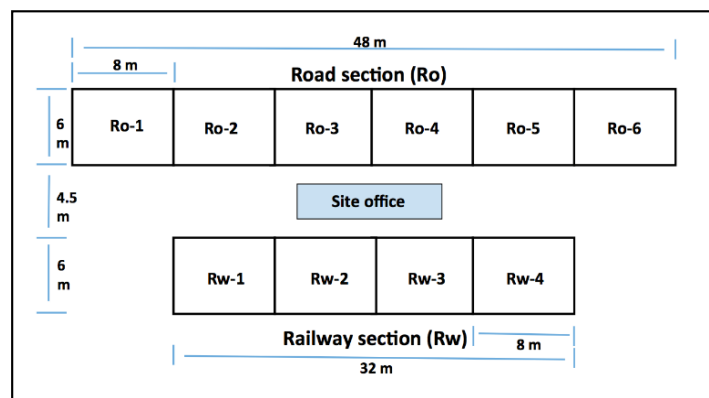 48 m
8 m
Road section (Ro)
6 m
Ro-1 Ro-2 Ro-3 Ro-4 Ro-5 Ro-6
4.5 m
Site office
6 m
Rw-1 Rw-2 Rw-3 Rw-4
Railway section (Rw)
8 m
32 m